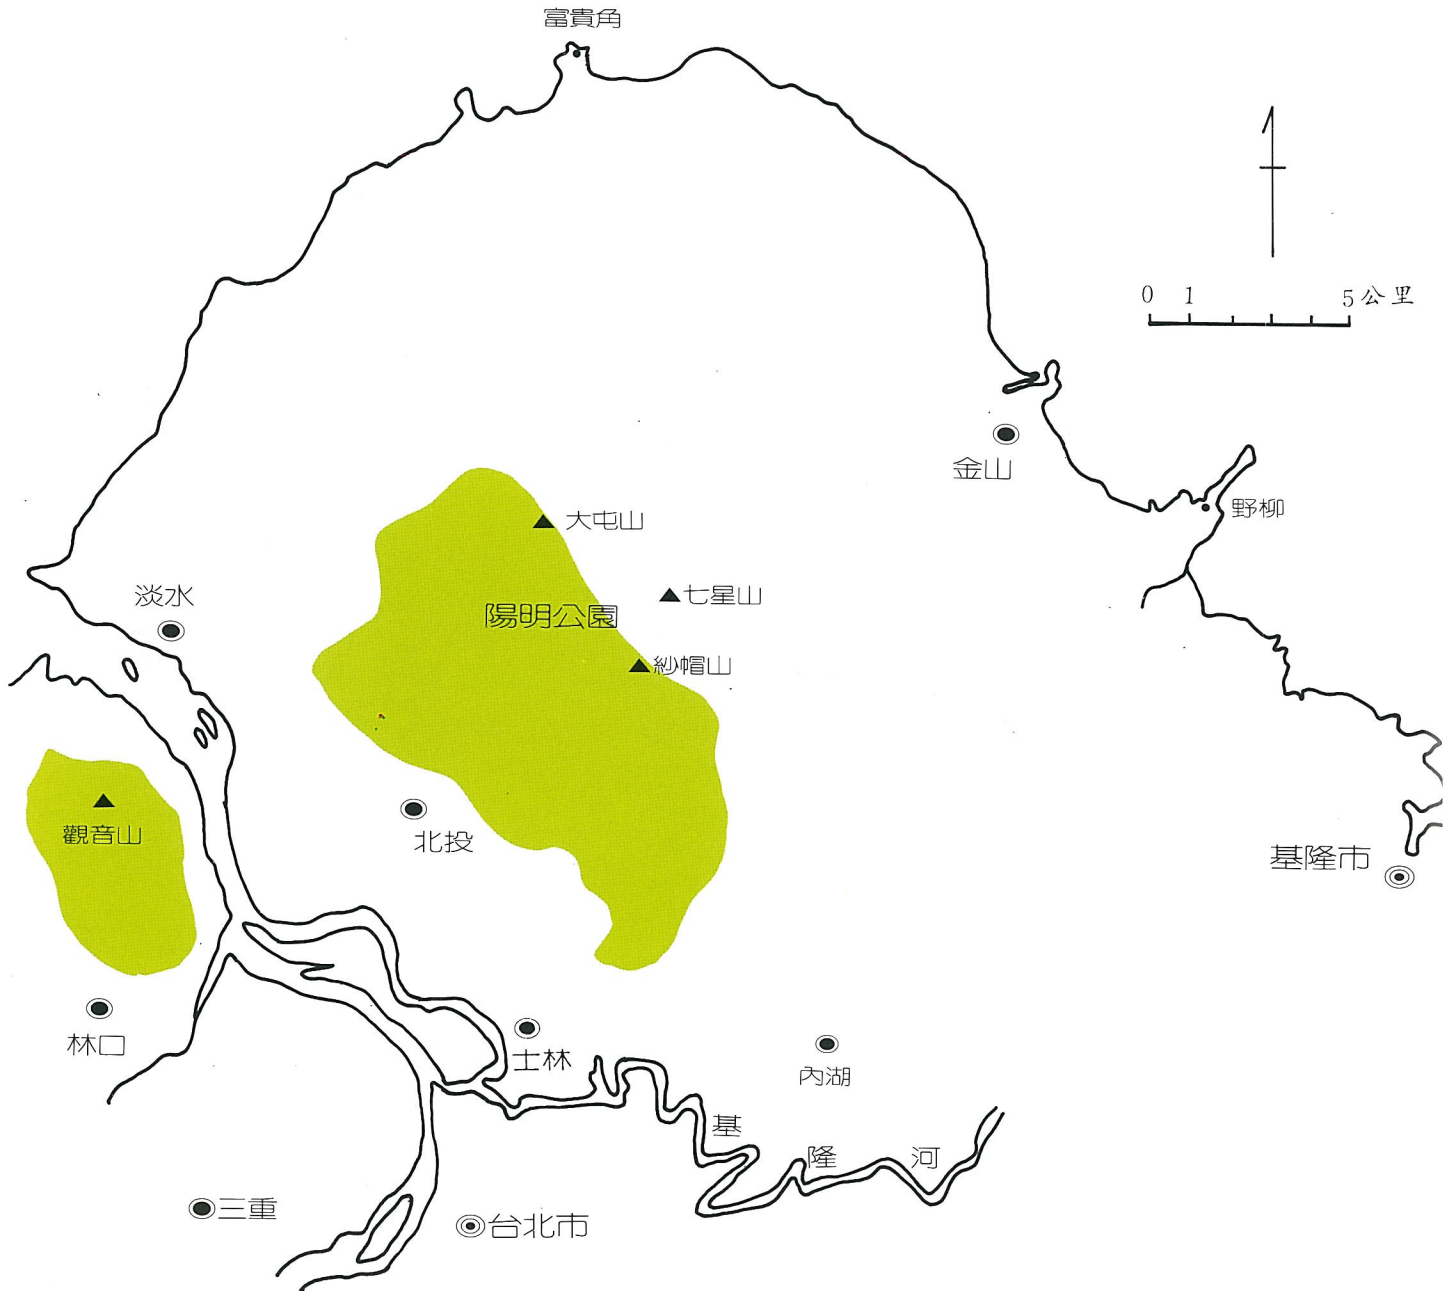 富貴角
0 1 5公里
金山
野柳
大屯山
七星山
淡水
陽明公園
紗帽山
觀音山
北投
基隆市
林口
士林
內湖
基隆河
三重
台北市